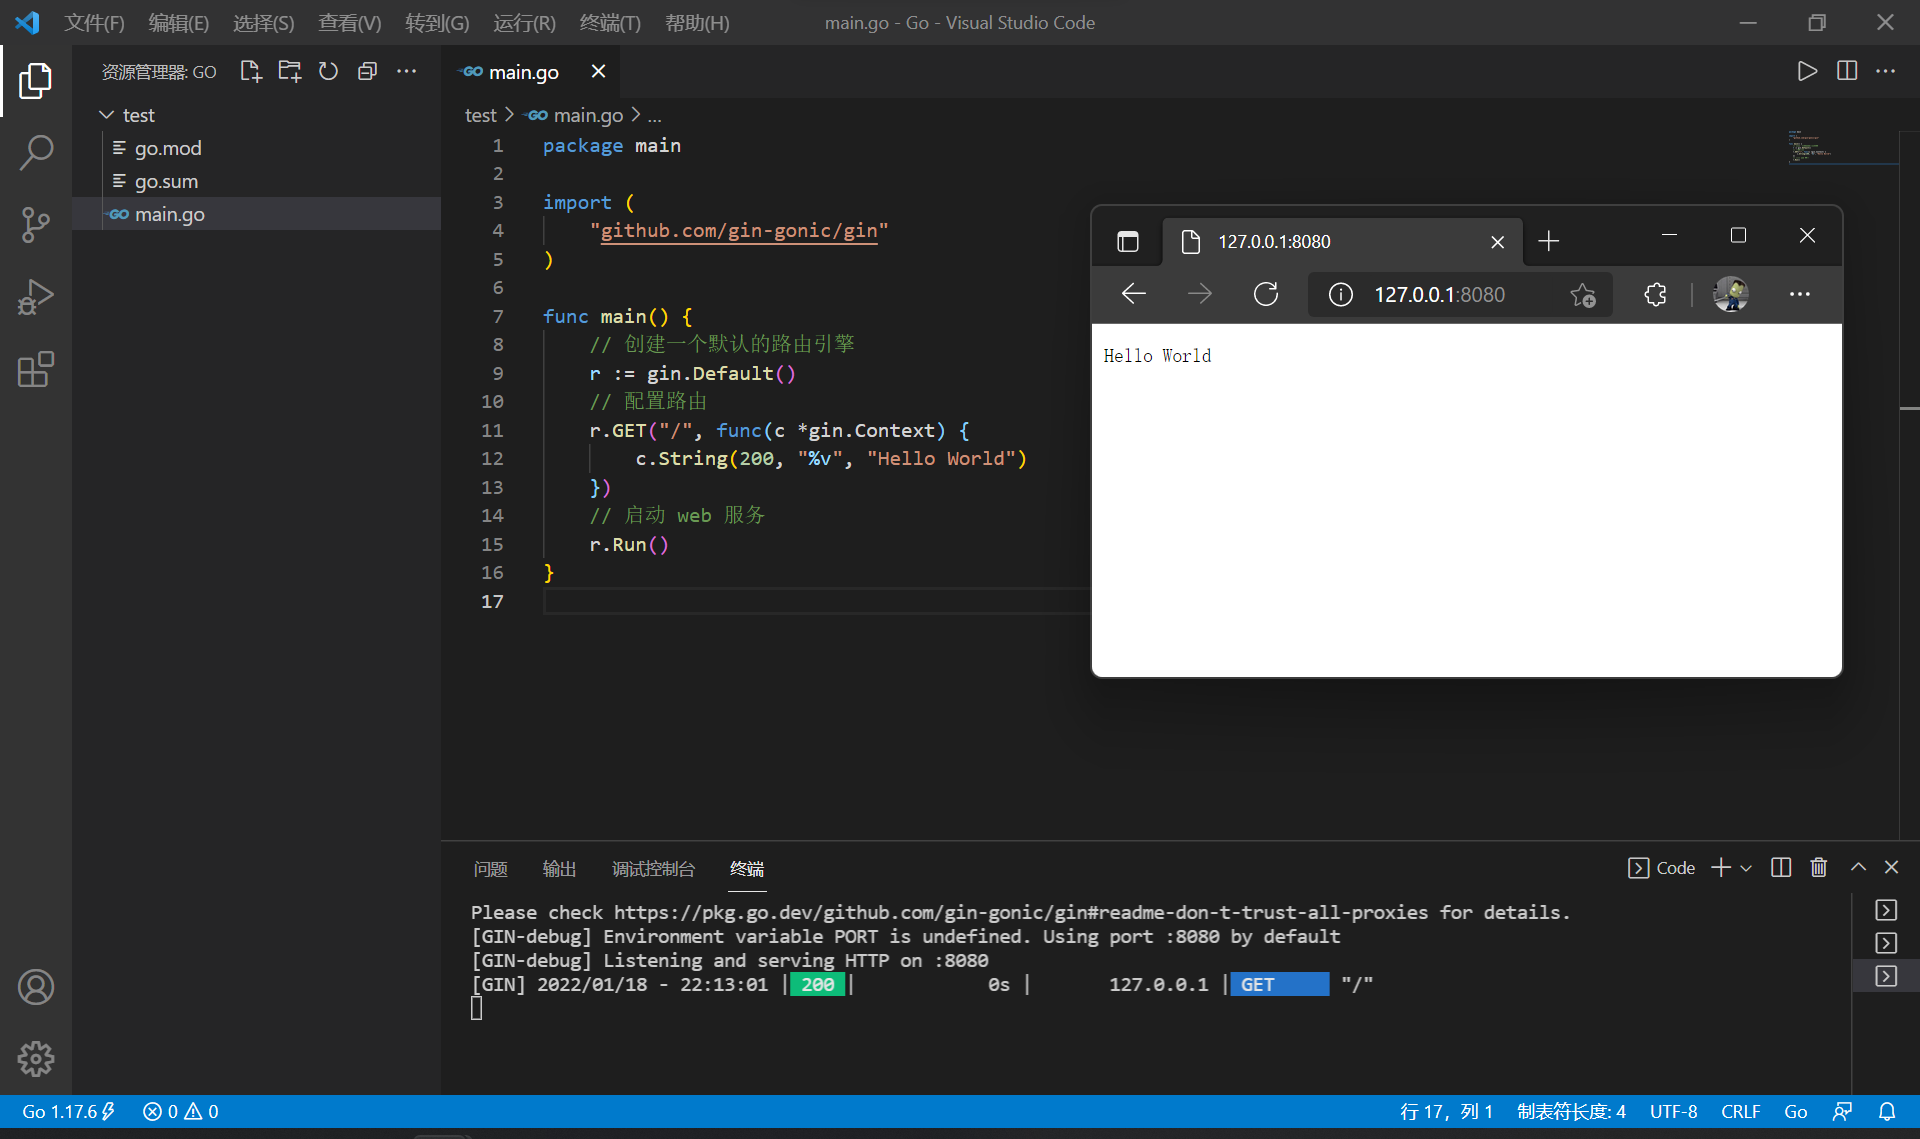 文件(F) 编辑(E) 选择(S) 查看(V) 转到(G) 运行(R) 终端(T) 帮助(H) main.go - Go - Visual Studio Code
资源管理器: GO
test
go.mod
go.sum
GO main.go
GO main.go
test > GO main.go > ...
1 package main
2
3 import (
4 "github.com/gin-gonic/gin"
5 )
6
7 func main() {
8 // 创建一个默认的路由引擎
9 r := gin.Default()
10 // 配置路由
11 r.GET("/", func(c *gin.Context) {
12 c.String(200, "%v", "Hello World")
13 })
14 // 启动 web 服务
15 r.Run()
16 }
17
127.0.0.1:8080
127.0.0.1:8080
Hello World
问题 输出 调试控制台 终端 Code
Please check https://pkg.go.dev/github.com/gin-gonic/gin#readme-don-t-trust-all-proxies for details.
[GIN-debug] Environment variable PORT is undefined. Using port :8080 by default
[GIN-debug] Listening and serving HTTP on :8080
[GIN] 2022/01/18 - 22:13:01 | 200 | 0s | 127.0.0.1 | GET "/"
Go 1.17.6 0 0 行 17，列 1 制表符长度: 4 UTF-8 CRLF Go